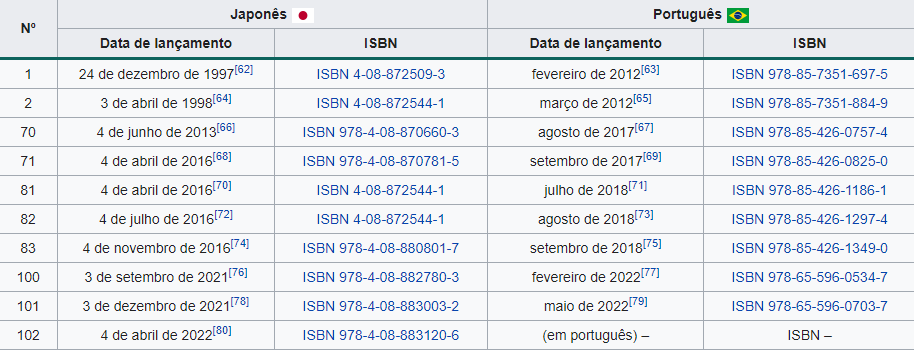 Nº Japonês Português
Data de lançamento ISBN Data de lançamento ISBN
1 24 de dezembro de 1997[62] ISBN 4-08-872509-3 fevereiro de 2012[63] ISBN 978-85-7351-697-5
2 3 de abril de 1998[64] ISBN 4-08-872544-1 março de 2012[65] ISBN 978-85-7351-884-9
70 4 de junho de 2013[66] ISBN 978-4-08-870660-3 agosto de 2017[67] ISBN 978-85-426-0757-4
71 4 de abril de 2016[68] ISBN 978-4-08-870781-5 setembro de 2017[69] ISBN 978-85-426-0825-0
81 4 de abril de 2016[70] ISBN 4-08-872544-1 julho de 2018[71] ISBN 978-85-426-1186-1
82 4 de julho de 2016[72] ISBN 4-08-872544-1 agosto de 2018[73] ISBN 978-85-426-1297-4
83 4 de novembro de 2016[74] ISBN 978-4-08-880801-7 setembro de 2018[75] ISBN 978-85-426-1349-0
100 3 de setembro de 2021[76] ISBN 978-4-08-882780-3 fevereiro de 2022[77] ISBN 978-65-596-0534-7
101 3 de dezembro de 2021[78] ISBN 978-4-08-883003-2 maio de 2022[79] ISBN 978-65-596-0703-7
102 4 de abril de 2022[80] ISBN 978-4-08-883120-6 (em português) – ISBN –